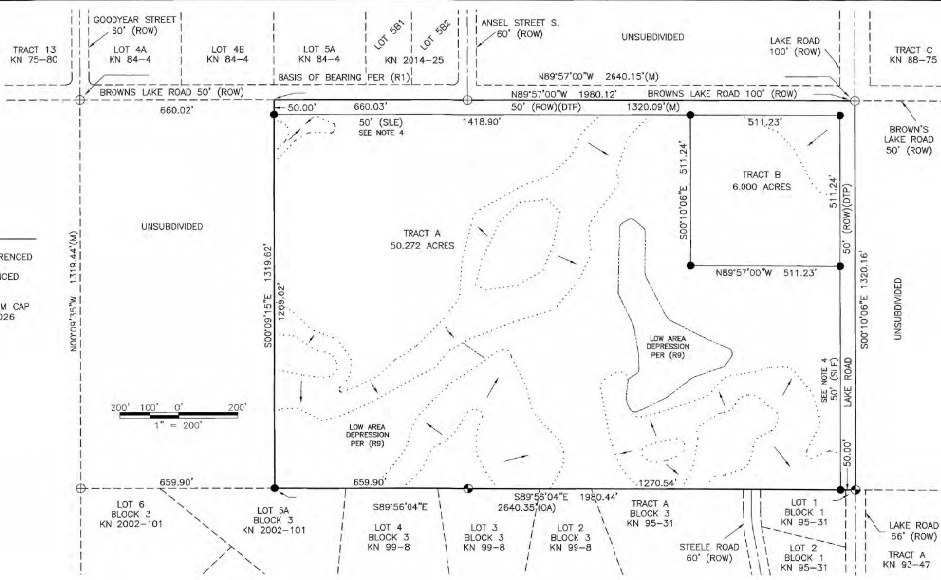 GOODYEAR STREET
60' (ROW)
ANSEL STREET S.
60' (ROW)
UNSUBDIVIDED
LAKE ROAD
100' (ROW)
TRACT 13
KN 75-80
LOT 4A
KN 84-4
LOT 4B
KN 84-4
LOT 5A
KN 84-4
LOT 5B1
LOT 5B2
KN 2014-25
TRACT C
KN 88-75
BASIS OF BEARING PER (R1)
N89°57'00"W 2640.15'(M)
BROWNS LAKE ROAD 50' (ROW)
N89°57'00"W 1980.12'
BROWNS LAKE ROAD 100' (ROW)
660.02'
50.00'
660.03'
50' (ROW)(DTP)
1320.09'(M)
BROWN'S
LAKE ROAD
50' (ROW)
50' (SLE)
SEE NOTE 4
1418.90'
511.23'
511.24'
S00°10'06"E
TRACT B
6.000 ACRES
511.24'
50' (ROW)(DTP)
UNSUBDIVIDED
TRACT A
50.272 ACRES
N89°57'00"W 511.23'
RENCED
NCED
M CAP
026
N00°09'35"W 1319.44'(M)
S00°09'15"E 1319.62'
1269.62'
S00°10'06"E 1320.16'
UNSUBDIVIDED
LOW AREA
DEPRESSION
PER (R9)
SEE NOTE 4
50' (SLE)
LAKE ROAD
200' 100' 0' 200'
1" = 200'
LOW AREA
DEPRESSION
PER (R9)
50.00'
659.90'
659.90'
1270.54'
S89°56'04"E
S89°56'04"E 1980.44'
2640.35'(OA)
LOT 6
BLOCK 3
KN 2002-101
LOT 5A
BLOCK 3
KN 2002-101
LOT 4
BLOCK 3
KN 99-8
LOT 3
BLOCK 3
KN 99-8
LOT 2
BLOCK 3
KN 99-8
TRACT A
BLOCK 3
KN 95-31
STEELE ROAD
60' (ROW)
LOT 1
BLOCK 1
KN 95-31
LOT 2
BLOCK 1
KN 95-31
LAKE ROAD
66' (ROW)
TRACT A
KN 93-47